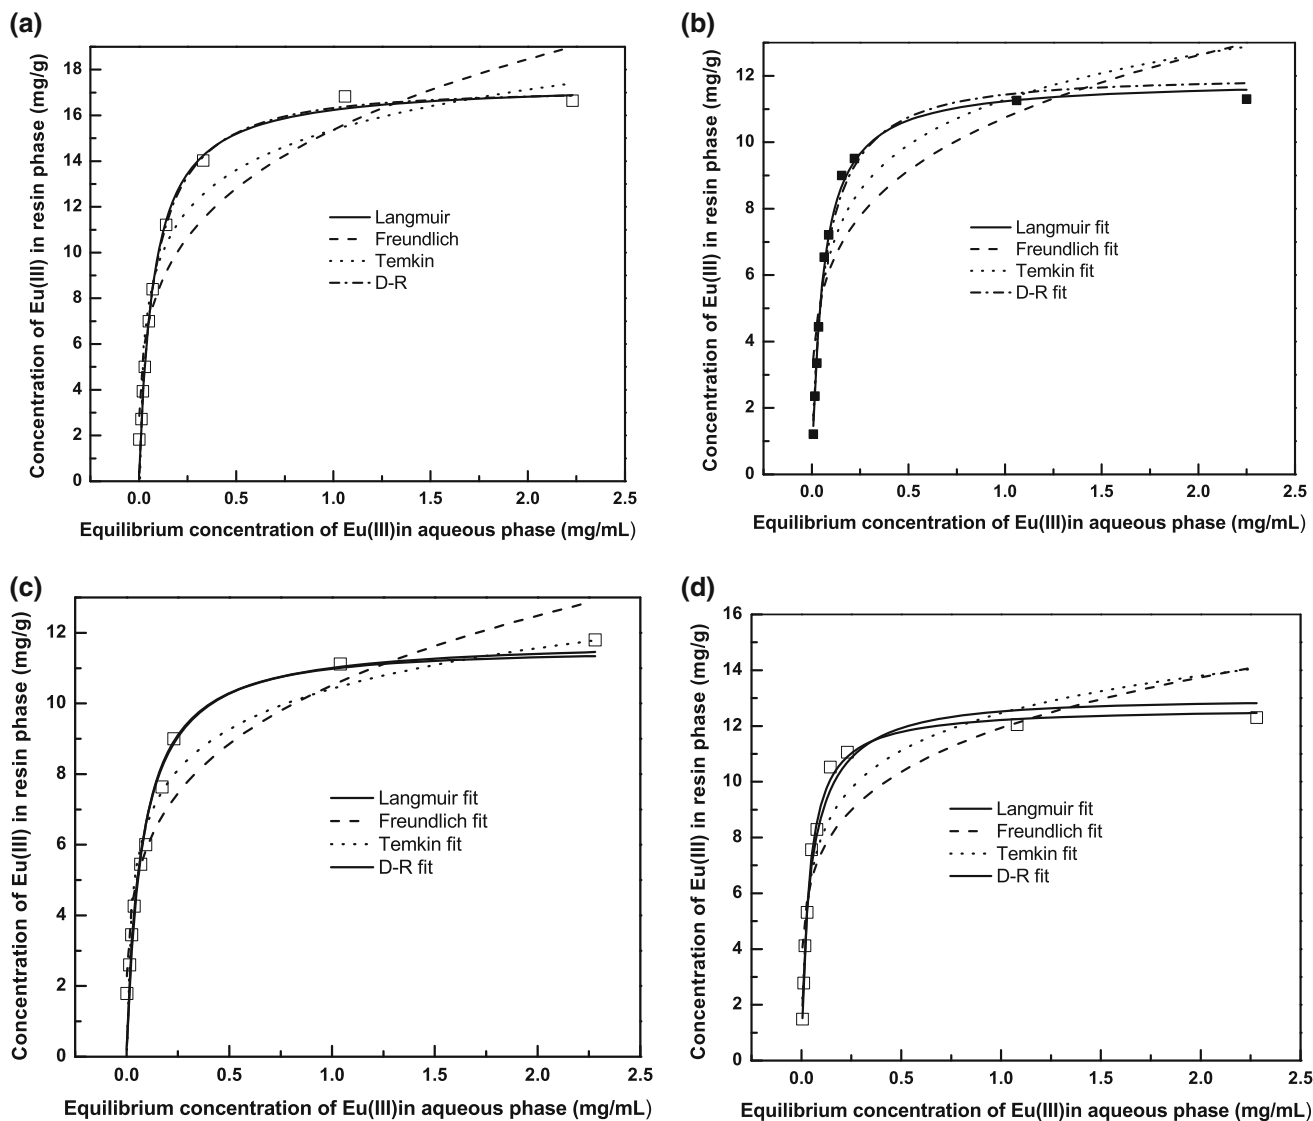 (a)
Concentration of Eu(III) in resin phase (mg/g)
18
16
14
12
10
8
6
4
2
0
Langmuir
Freundlich
Temkin
D-R
0.0 0.5 1.0 1.5 2.0 2.5
Equilibrium concentration of Eu(III)in aqueous phase (mg/mL)
(b)
Concentration of Eu(III) in resin phase (mg/g)
12
10
8
6
4
2
0
Langmuir fit
Freundlich fit
Temkin fit
D-R fit
0.0 0.5 1.0 1.5 2.0 2.5
Equilibrium concentration of Eu(III)in aqueous phase (mg/mL)
(c)
Concentration of Eu(III) in resin phase (mg/g)
12
10
8
6
4
2
0
Langmuir fit
Freundlich fit
Temkin fit
D-R fit
0.0 0.5 1.0 1.5 2.0 2.5
Equilibrium concentration of Eu(III)in aqueous phase (mg/mL)
(d)
Concentration of Eu(III) in resin phase (mg/g)
16
14
12
10
8
6
4
2
0
Langmuir fit
Freundlich fit
Temkin fit
D-R fit
0.0 0.5 1.0 1.5 2.0 2.5
Equilibrium concentration of Eu(III)in aqueous phase (mg/mL)